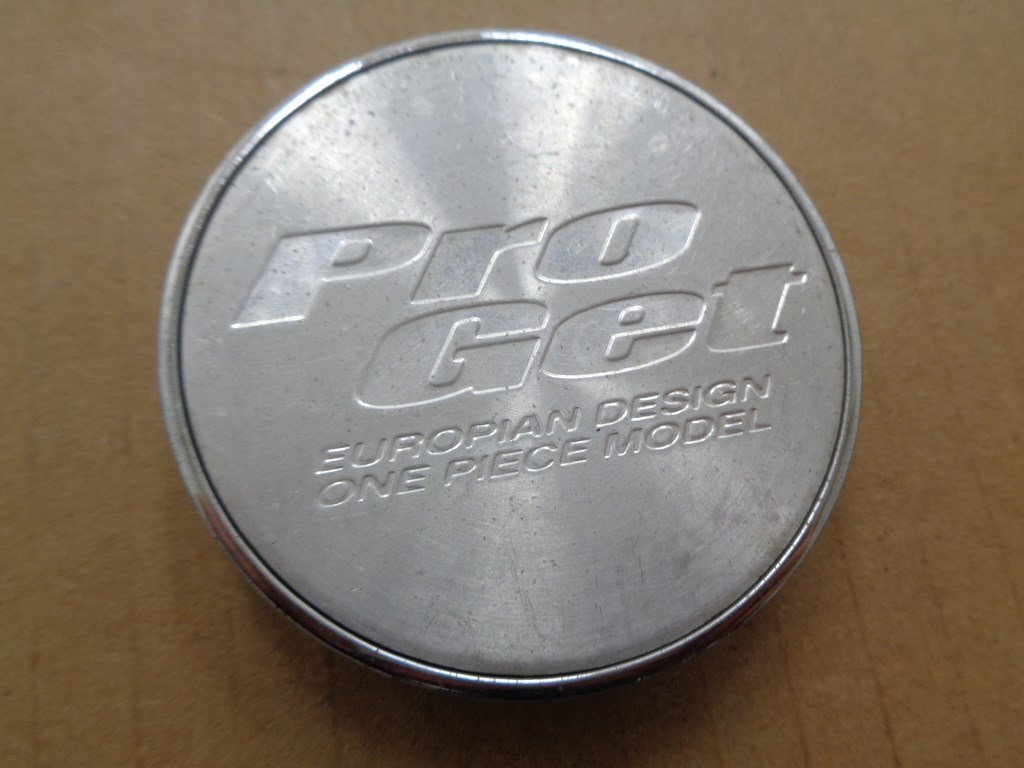 Pro
Get
EUROPIAN DESIGN
ONE PIECE MODEL